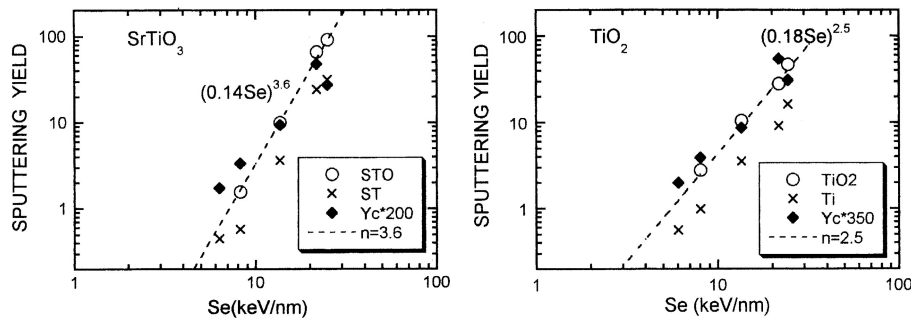 SrTiO3
(0.14Se)^3.6
SPUTTERING YIELD
100
10
1
STO
ST
Yc*200
n=3.6
1
10
100
Se(keV/nm)
TiO2
(0.18Se)^2.5
SPUTTERING YIELD
100
10
1
TiO2
Ti
Yc*350
n=2.5
1
10
100
Se (keV/nm)